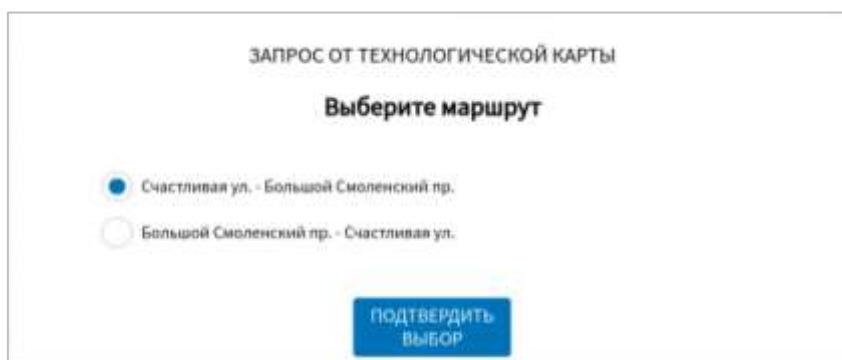 ЗАПРОС ОТ ТЕХНОЛОГИЧЕСКОЙ КАРТЫ
Выберите маршрут
Счастливая ул. - Большой Смоленский пр.
Большой Смоленский пр. - Счастливая ул.
ПОДТВЕРДИТЬ
ВЫБОР